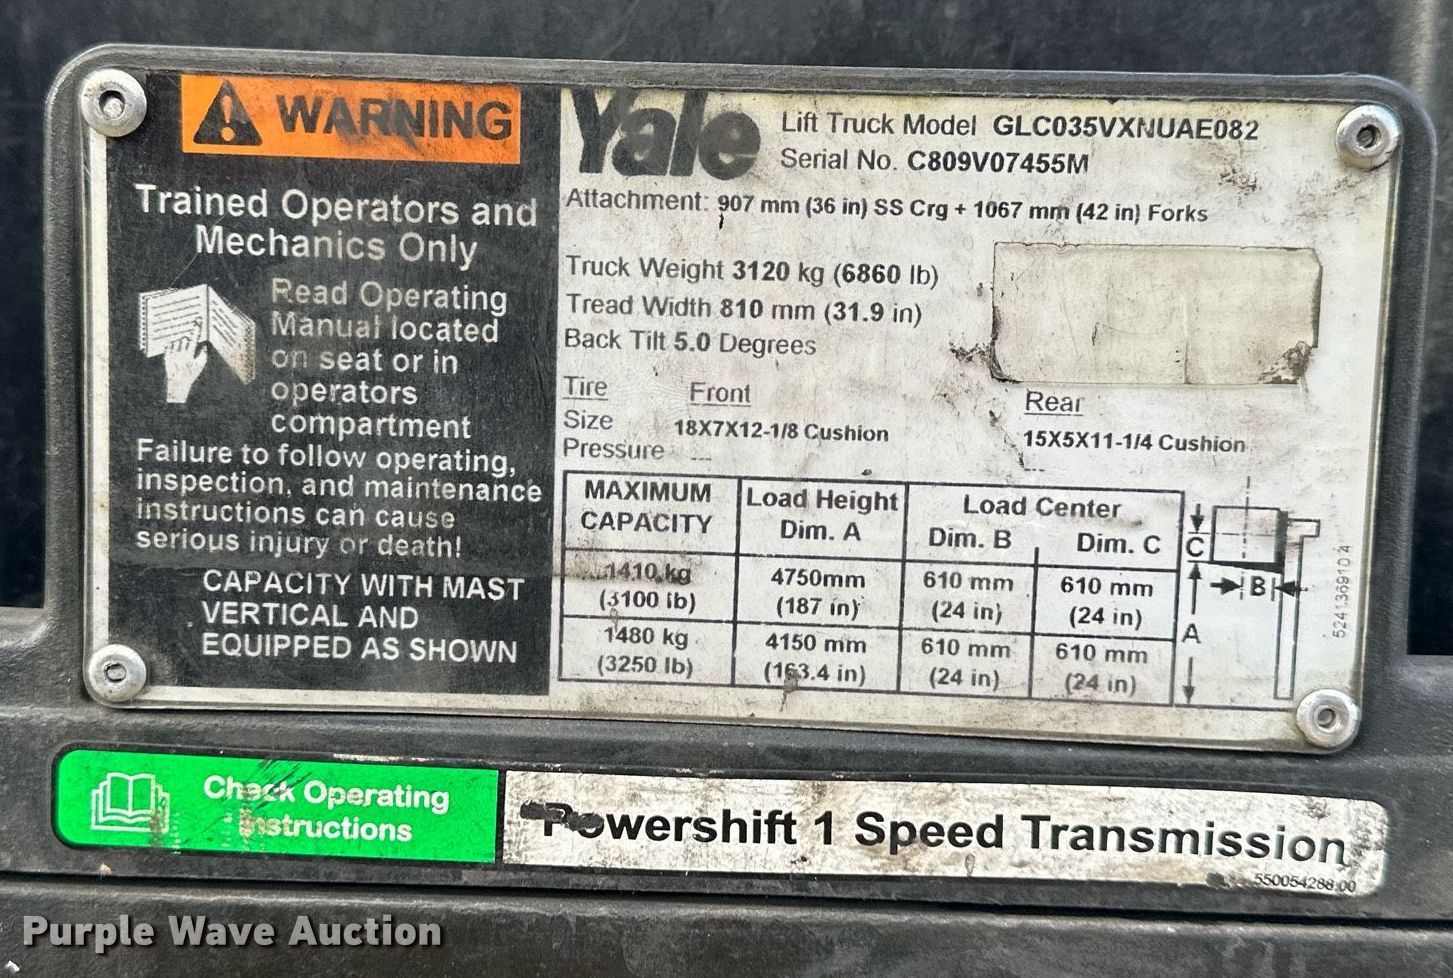 WARNING
Trained Operators and
Mechanics Only
Read Operating
Manual located
on seat or in
operators
compartment
Failure to follow operating,
inspection, and maintenance
instructions can cause
serious injury or death!
CAPACITY WITH MAST
VERTICAL AND
EQUIPPED AS SHOWN
Yale
Lift Truck Model GLC035VXNUAE082
Serial No. C809V07455M
Attachment: 907 mm (36 in) SS Crg + 1067 mm (42 in) Forks
Truck Weight 3120 kg (6860 lb)
Tread Width 810 mm (31.9 in)
Back Tilt 5.0 Degrees
Tire Front Rear
Size 18X7X12-1/8 Cushion 15X5X11-1/4 Cushion
Pressure --- ---
MAXIMUM CAPACITY Load Height Dim. A Load Center
Dim. B Dim. C
1410 kg 4750mm 610 mm 610 mm
(3100 lb) (187 in) (24 in) (24 in)
1480 kg 4150 mm 610 mm 610 mm
(3250 lb) (163.4 in) (24 in) (24 in)
C
B
A
524136910 A
Check Operating
Instructions
Powershift 1 Speed Transmission
550054288 00
Purple Wave Auction